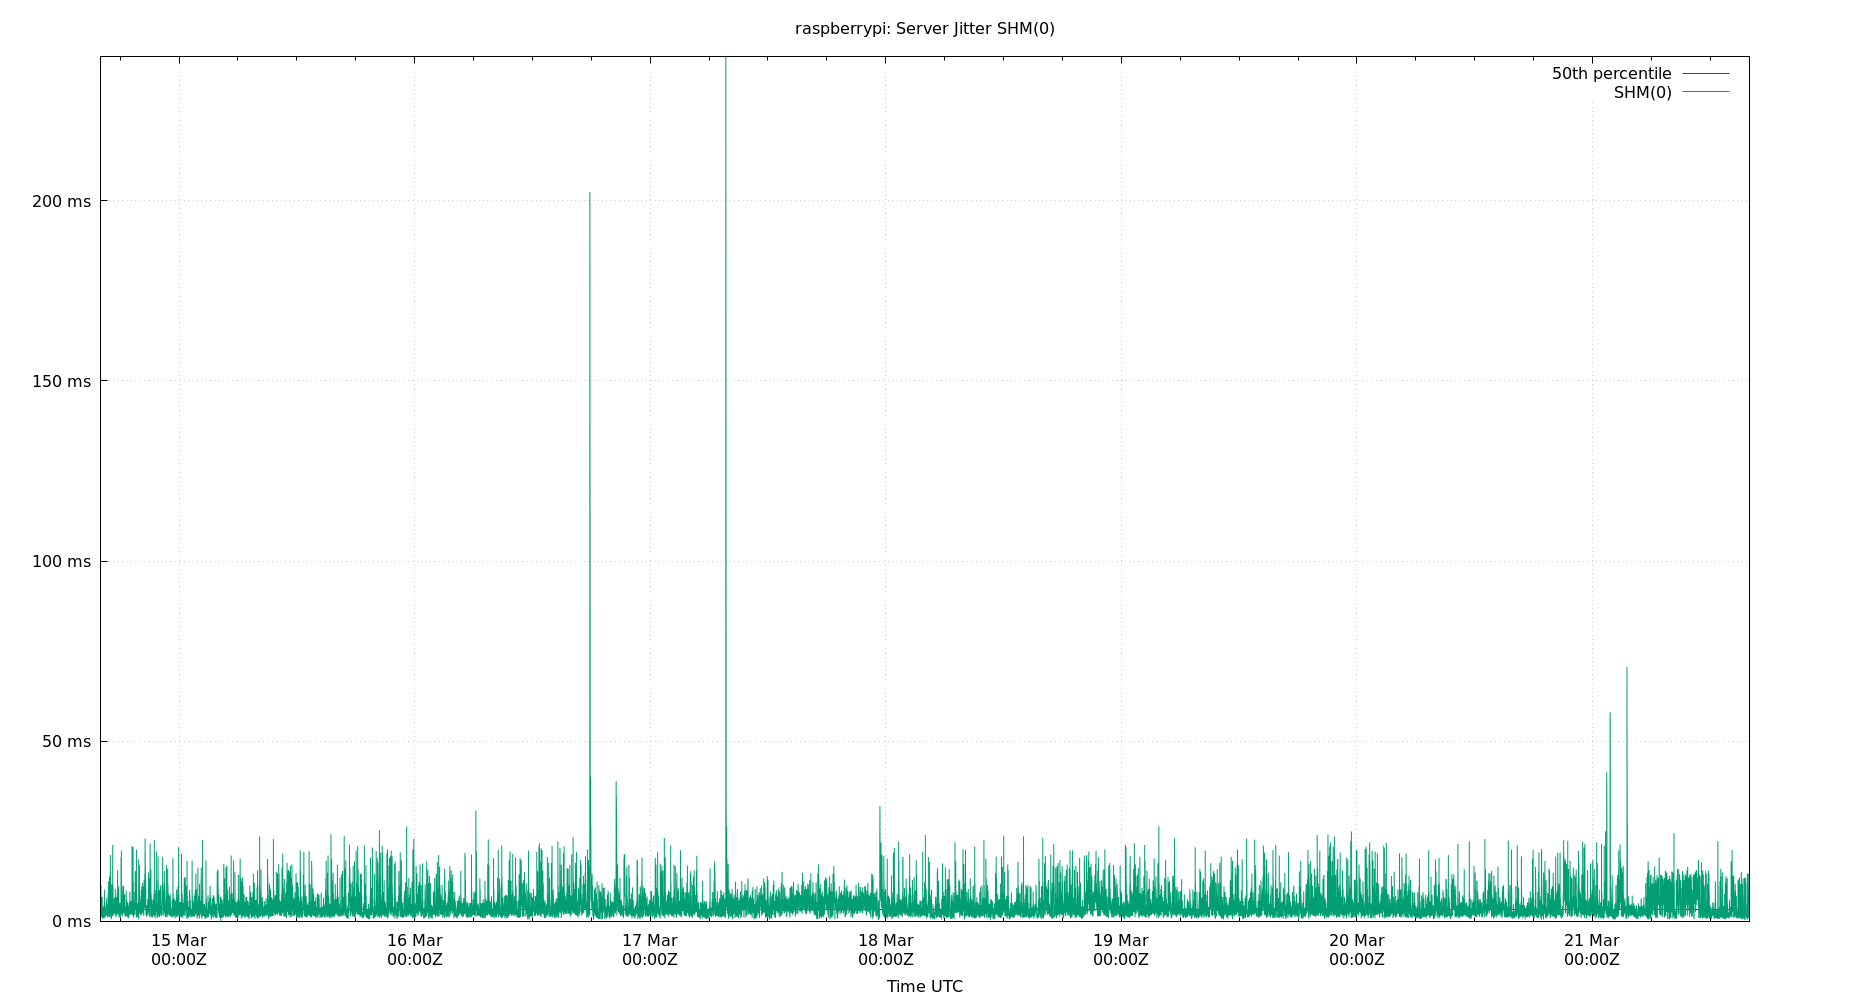 raspberrypi: Server Jitter SHM(0)
50th percentile
SHM(0)
200 ms
150 ms
100 ms
50 ms
0 ms
15 Mar 16 Mar 17 Mar 18 Mar 19 Mar 20 Mar 21 Mar
00:00Z 00:00Z 00:00Z 00:00Z 00:00Z 00:00Z 00:00Z
Time UTC